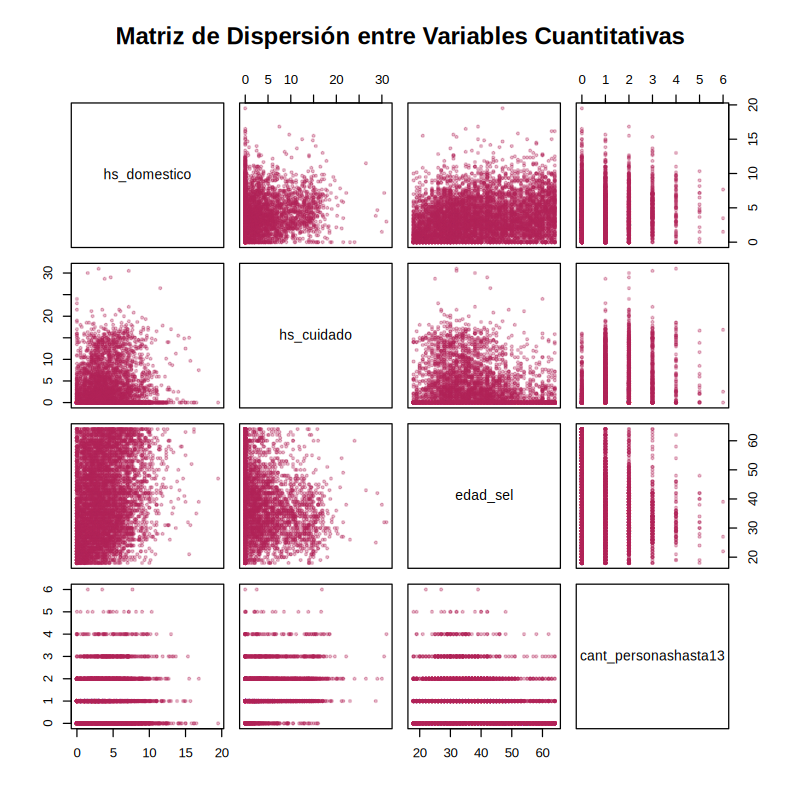 Matriz de Dispersión entre Variables Cuantitativas
0 5 10 20 30
0 1 2 3 4 5 6
hs_domestico
0 5 10 15 20
0 5 10 20 30
hs_cuidado
edad_sel
20 30 40 50 60
0 1 2 3 4 5 6
cant_personashasta13
0 5 10 15 20
20 30 40 50 60